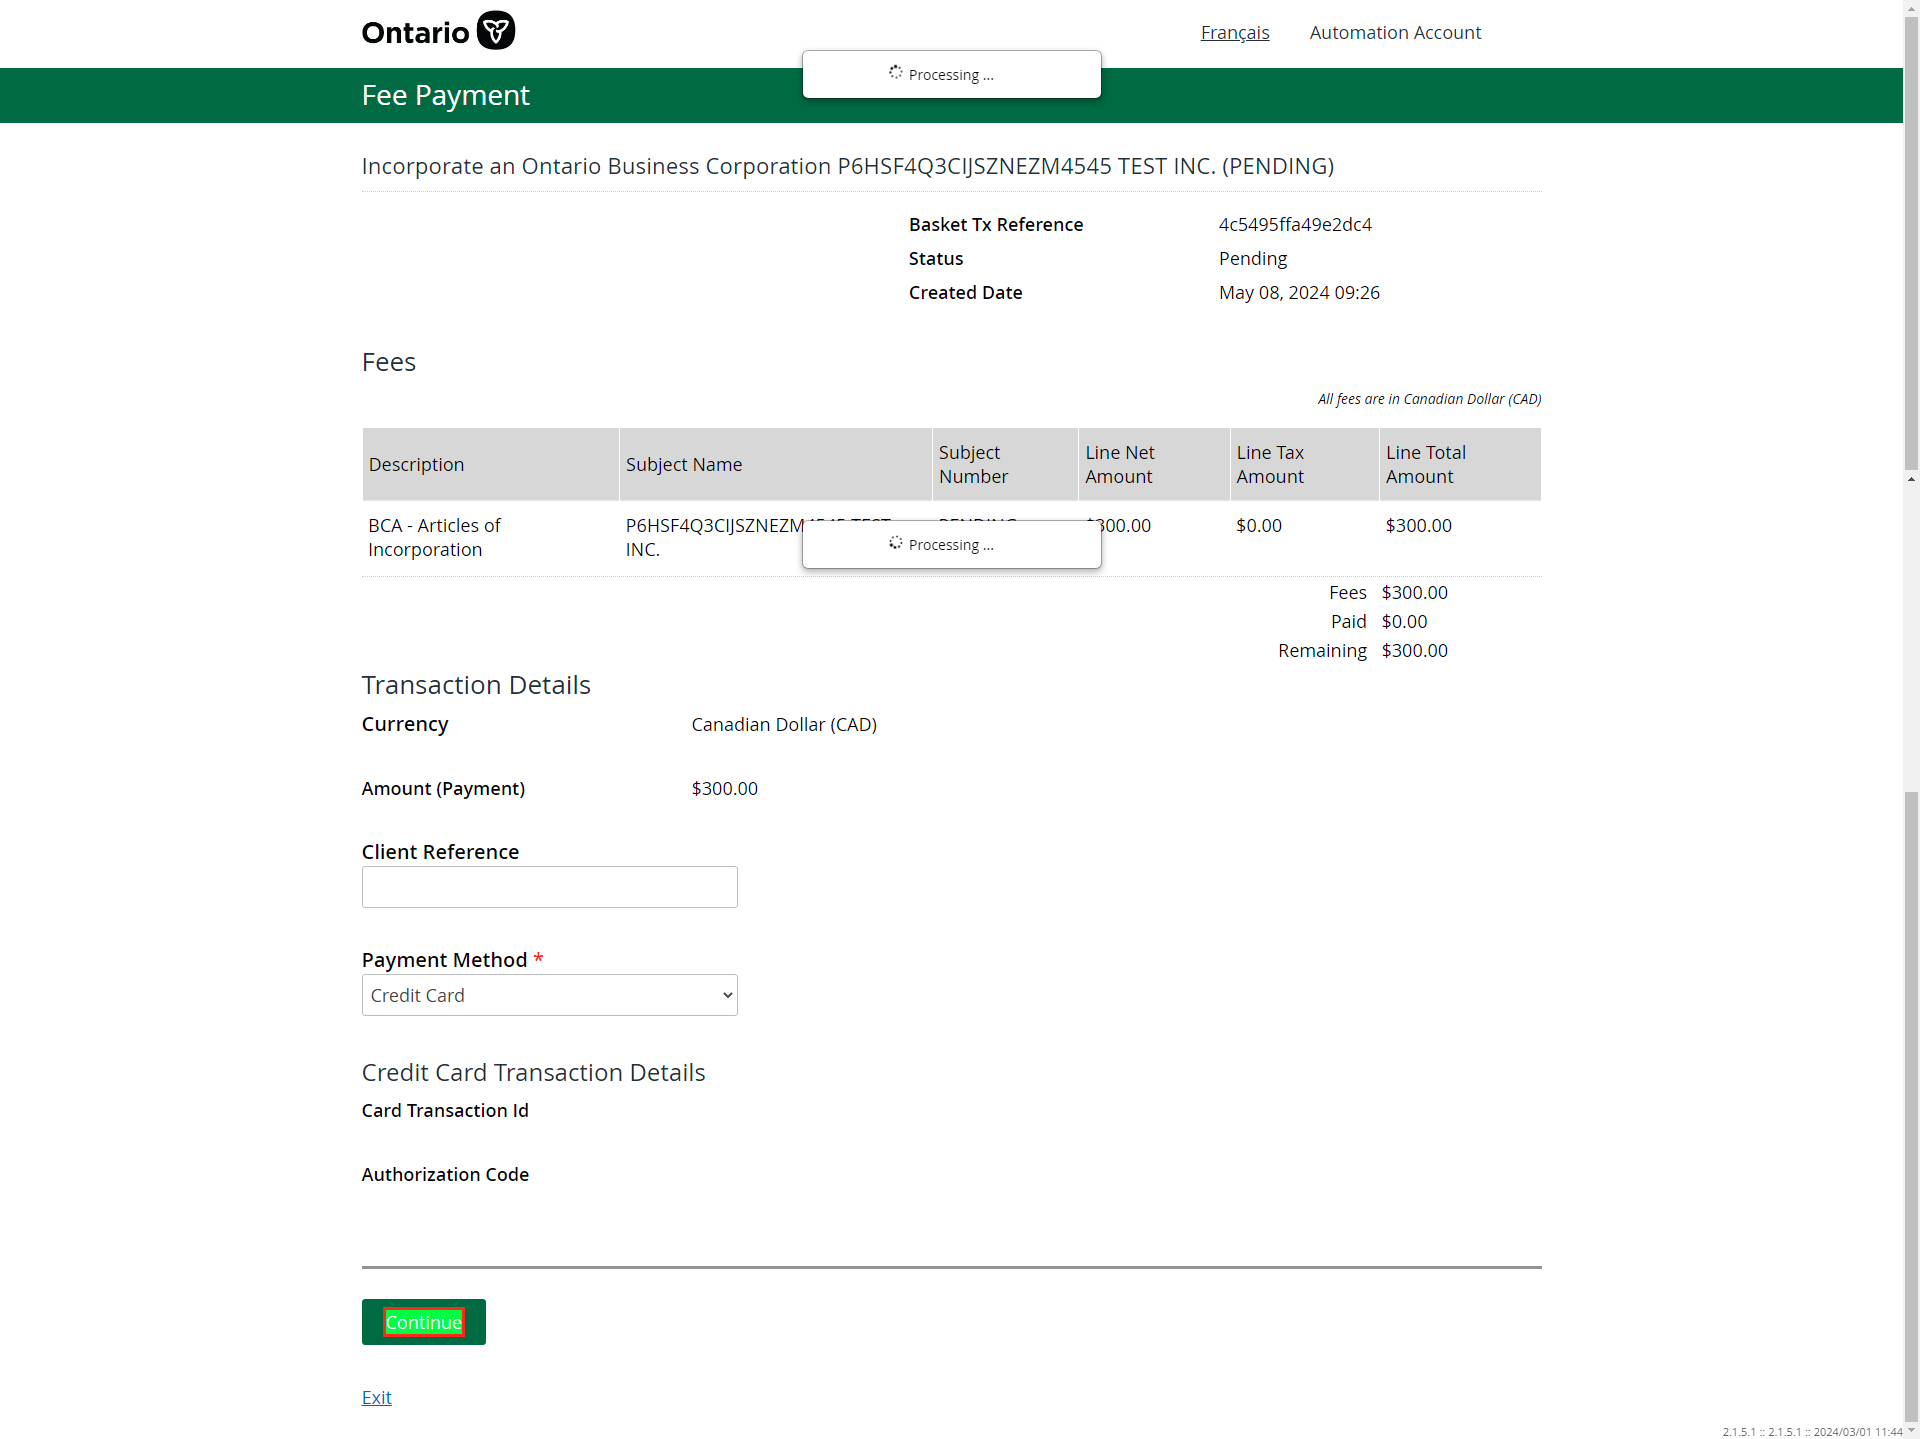 Ontario
Français
Automation Account
Processing ...
Fee Payment
Incorporate an Ontario Business Corporation P6HSF4Q3CIJSZNEZM4545 TEST INC. (PENDING)
Basket Tx Reference 4c5495ffa49e2dc4
Status Pending
Created Date May 08, 2024 09:26
Fees
All fees are in Canadian Dollar (CAD)
Description Subject Name Subject Number Line Net Amount Line Tax Amount Line Total Amount
BCA - Articles of P6HSF4Q3CIJSZNEZM4545 TEST PENDING $300.00 $0.00 $300.00
Incorporation INC.
Processing ...
Fees $300.00
Paid $0.00
Remaining $300.00
Transaction Details
Currency Canadian Dollar (CAD)
Amount (Payment) $300.00
Client Reference
Payment Method *
Credit Card
Credit Card Transaction Details
Card Transaction Id
Authorization Code
Continue
Exit
2.1.5.1 :: 2.1.5.1 :: 2024/03/01 11:44